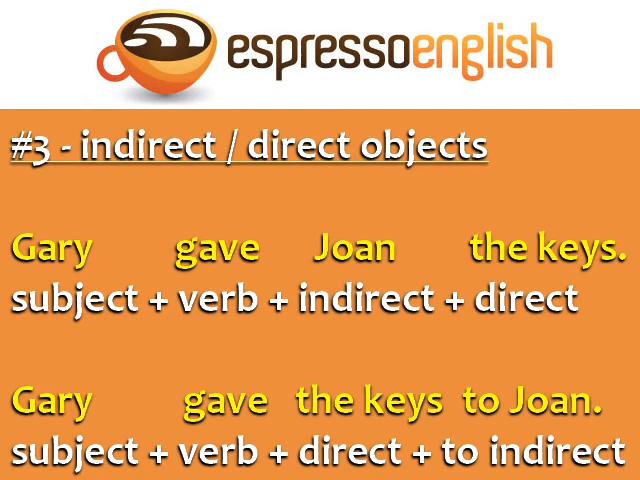 espressoenglish
#3 - indirect / direct objects
Gary gave Joan the keys.
subject + verb + indirect + direct
Gary gave the keys to Joan.
subject + verb + direct + to indirect